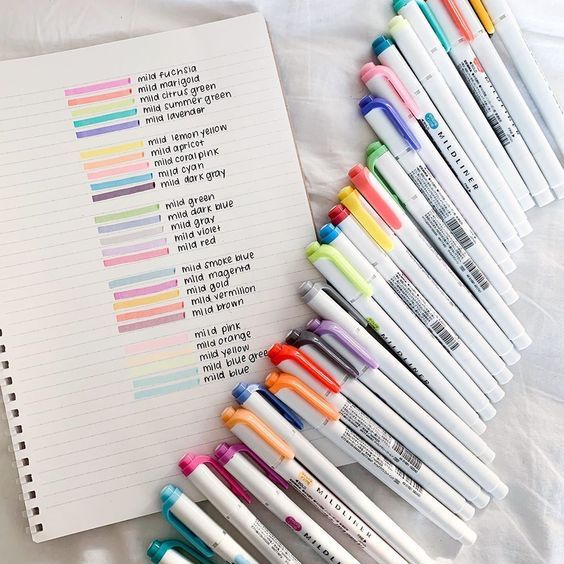 mild fuchsia
mild marigold
mild citrus green
mild summer green
mild lavender
mild lemon yellow
mild apricot
mild coral pink
mild cyan
mild dark gray
mild green
mild dark blue
mild gray
mild violet
mild red
mild smoke blue
mild magenta
mild gold
mild vermilion
mild brown
mild pink
mild orange
mild yellow
mild blue green
mild blue
MILDLINER
MILDLINER
MILDLINER
MILDLINER